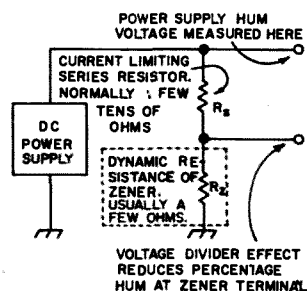 POWER SUPPLY HUM
VOLTAGE MEASURED HERE
CURRENT LIMITING
SERIES RESISTOR.
NORMALLY A FEW
TENS OF
OHMS
Rs
DC
POWER
SUPPLY
DYNAMIC RE-
SISTANCE OF
ZENER.
USUALLY A
FEW OHMS.
Rz
VOLTAGE DIVIDER EFFECT
REDUCES PERCENTAGE
HUM AT ZENER TERMINAL